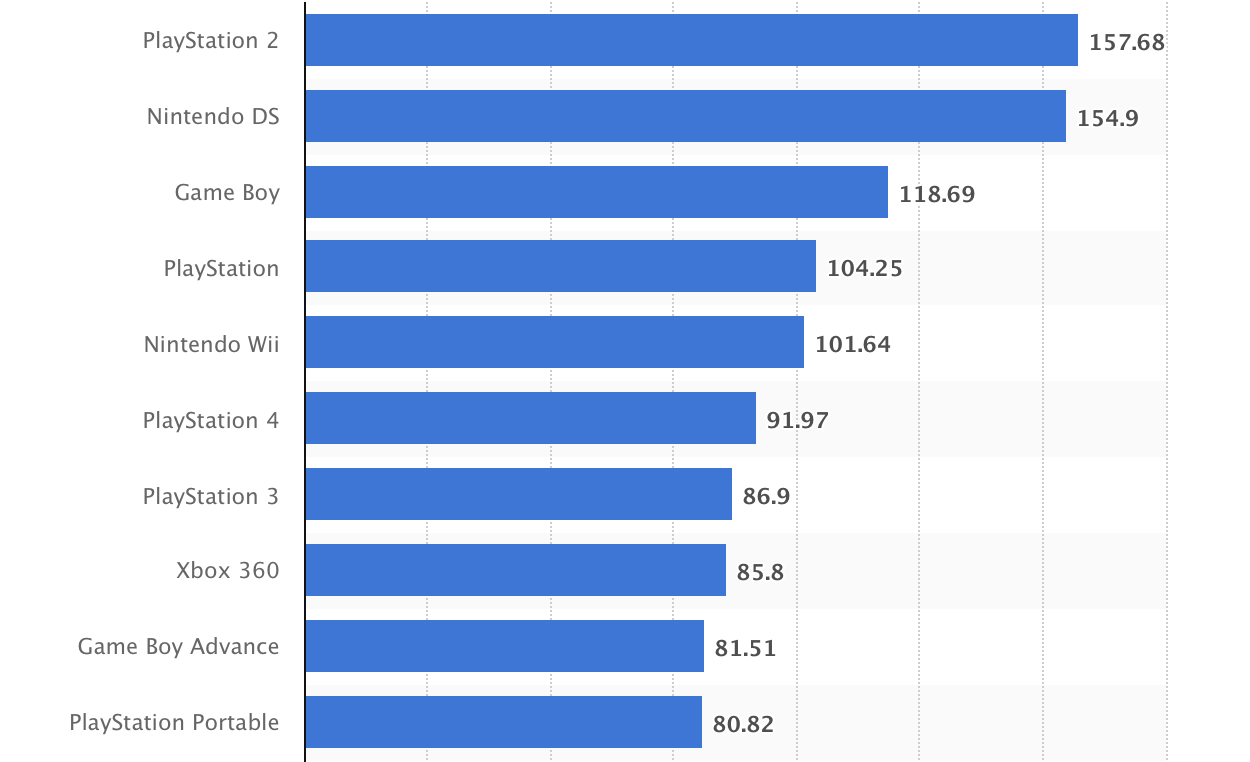 PlayStation 2 157.68
Nintendo DS 154.9
Game Boy 118.69
PlayStation 104.25
Nintendo Wii 101.64
PlayStation 4 91.97
PlayStation 3 86.9
Xbox 360 85.8
Game Boy Advance 81.51
PlayStation Portable 80.82